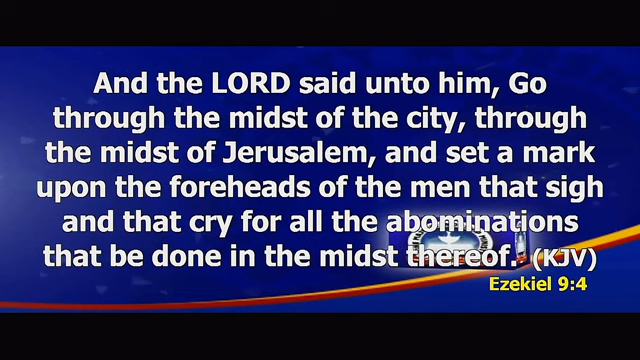 And the LORD said unto him, Go
through the midst of the city, through
the midst of Jerusalem, and set a mark
upon the foreheads of the men that sigh
and that cry for all the abominations
that be done in the midst thereof. (KJV)
Ezekiel 9:4